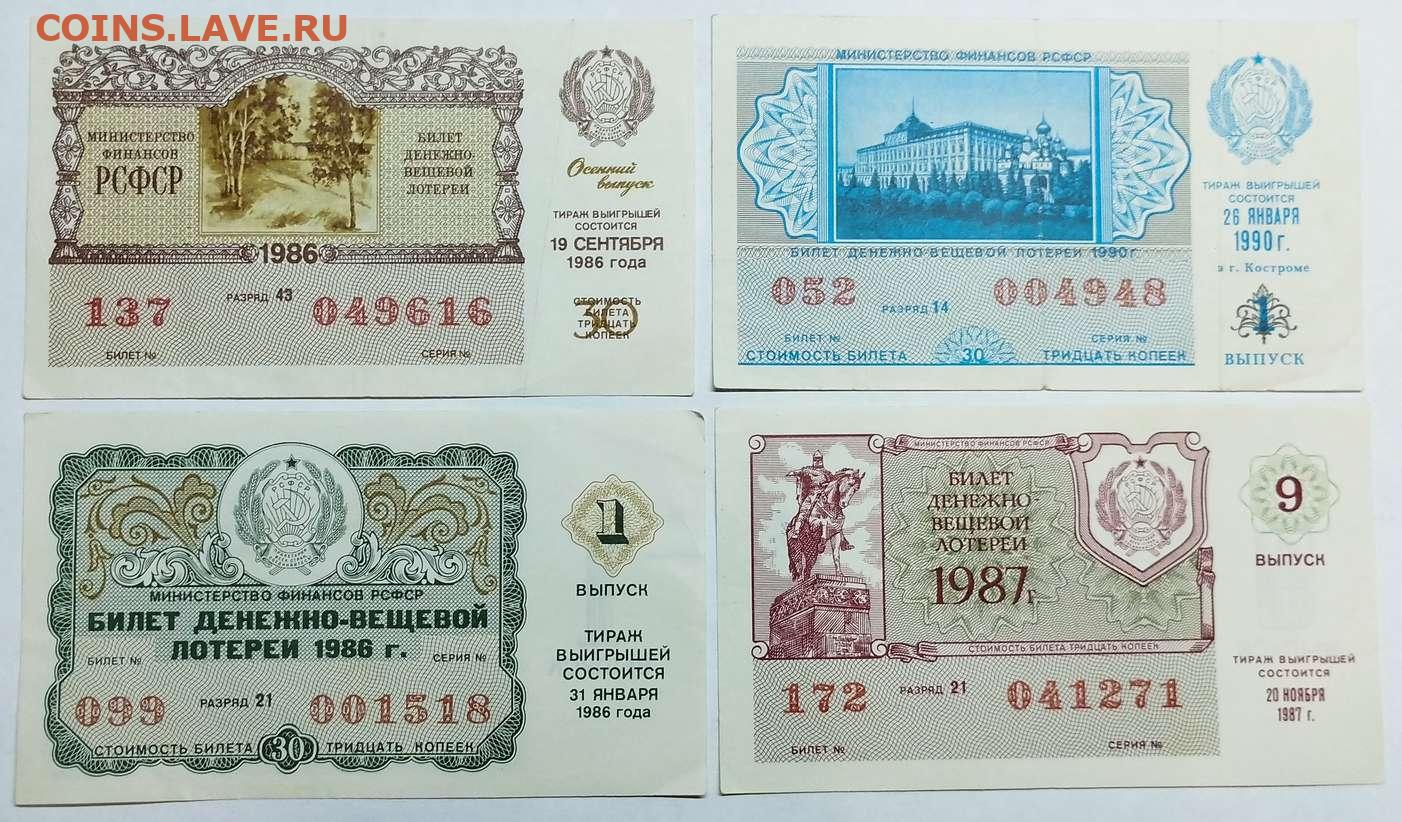 COINS.LAVE.RU
МИНИСТЕРСТВО
ФИНАНСОВ
РСФСР
БИЛЕТ
ДЕНЕЖНО-
ВЕЩЕВОЙ
ЛОТЕРЕИ
1986
137
РАЗРЯД 43
049616
БИЛЕТ №
СЕРИЯ №
Осенний
выпуск
ТИРАЖ ВЫИГРЫШЕЙ
СОСТОИТСЯ
19 СЕНТЯБРЯ
1986 года
30
СТОИМОСТЬ
БИЛЕТА
ТРИДЦАТЬ
КОПЕЕК
МИНИСТЕРСТВО ФИНАНСОВ РСФСР
БИЛЕТ ДЕНЕЖНО-ВЕЩЕВОЙ ЛОТЕРЕИ 1990 г.
052
РАЗРЯД 14
004948
БИЛЕТ №
СЕРИЯ №
СТОИМОСТЬ БИЛЕТА 30 ТРИДЦАТЬ КОПЕЕК
ТИРАЖ ВЫИГРЫШЕЙ
СОСТОИТСЯ
26 ЯНВАРЯ
1990 г.
в г. Костроме
1
ВЫПУСК
РСФСР
МИНИСТЕРСТВО ФИНАНСОВ РСФСР
БИЛЕТ ДЕНЕЖНО-ВЕЩЕВОЙ
ЛОТЕРЕИ 1986 г.
БИЛЕТ №
СЕРИЯ №
099
РАЗРЯД 21
001518
СТОИМОСТЬ БИЛЕТА 30 ТРИДЦАТЬ КОПЕЕК
1
ВЫПУСК
ТИРАЖ
ВЫИГРЫШЕЙ
СОСТОИТСЯ
31 ЯНВАРЯ
1986 года
МИНИСТЕРСТВО ФИНАНСОВ РСФСР
БИЛЕТ
ДЕНЕЖНО-
ВЕЩЕВОЙ
ЛОТЕРЕИ
1987 г.
СТОИМОСТЬ БИЛЕТА ТРИДЦАТЬ КОПЕЕК
172
РАЗРЯД 21
041271
БИЛЕТ №
СЕРИЯ №
9
ВЫПУСК
ТИРАЖ ВЫИГРЫШЕЙ
СОСТОИТСЯ
20 НОЯБРЯ
1987 г.